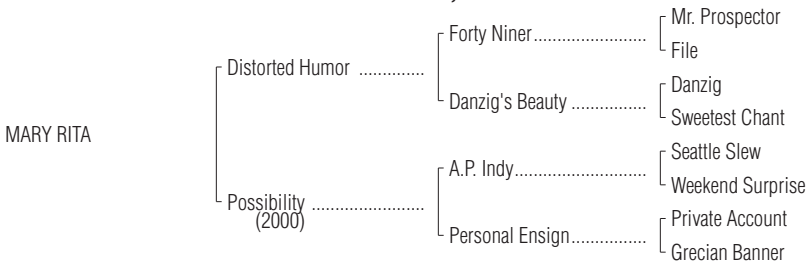 Mr. Prospector
Forty Niner..........................
File
Distorted Humor ..............
Danzig
Danzig's Beauty ................
Sweetest Chant
MARY RITA
Seattle Slew
A.P. Indy..............................
Weekend Surprise
Possibility ........................
(2000)
Private Account
Personal Ensign................
Grecian Banner